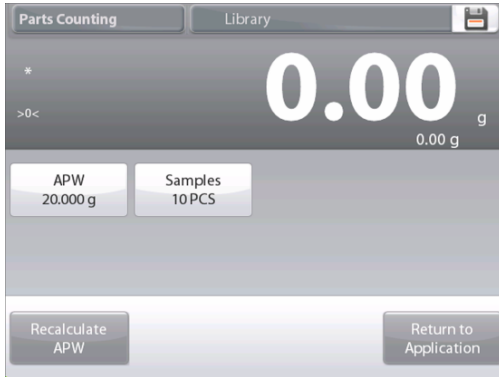 Parts Counting
Library
*
0.00
>0<
g
0.00 g
APW
20.000 g
Samples
10 PCS
Recalculate
APW
Return to
Application